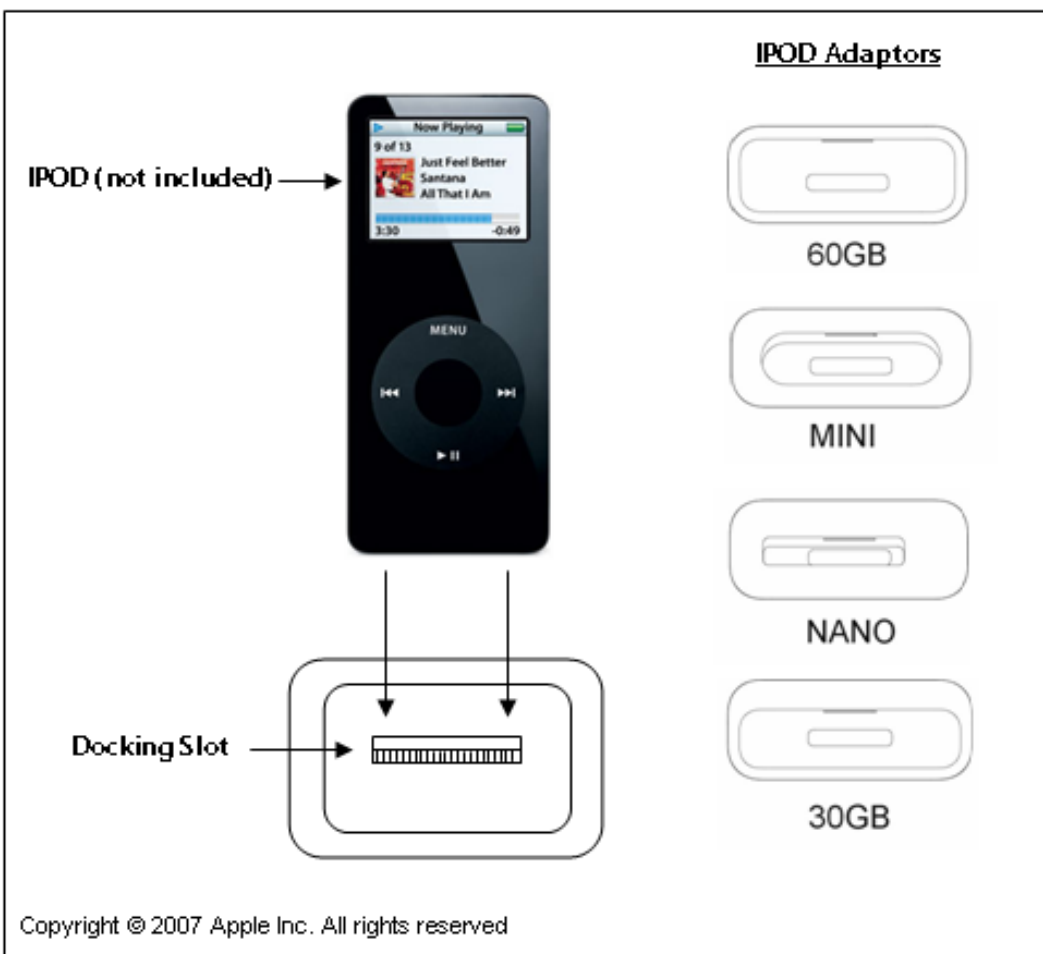 IPOD Adaptors
Now Playing
9 of 13
Just Feel Better
Santana
All That I Am
3:30 -0:49
IPOD ( not included)
MENU
60GB
MINI
NANO
Docking Slot
30GB
Copyright © 2007 Apple Inc. All rights reserved